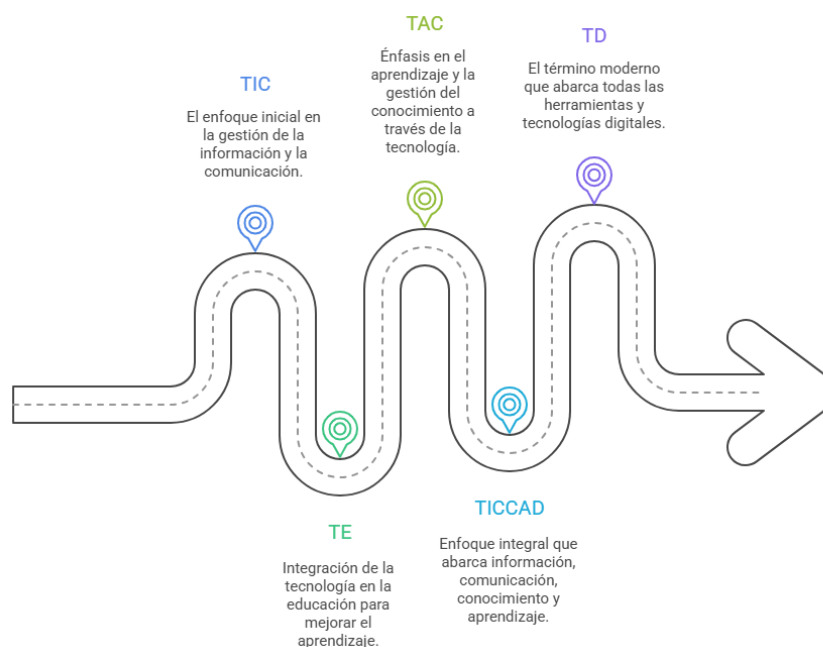 TIC
El enfoque inicial en
la gestión de la
información y la
comunicación.
TE
Integración de la
tecnología en la
educación para
mejorar el
aprendizaje.
TAC
Énfasis en el
aprendizaje y la
gestión del
conocimiento a
través de la
tecnología.
TICCAD
Enfoque integral que
abarca información,
comunicación,
conocimiento y
aprendizaje.
TD
El término moderno
que abarca todas las
herramientas y
tecnologías digitales.